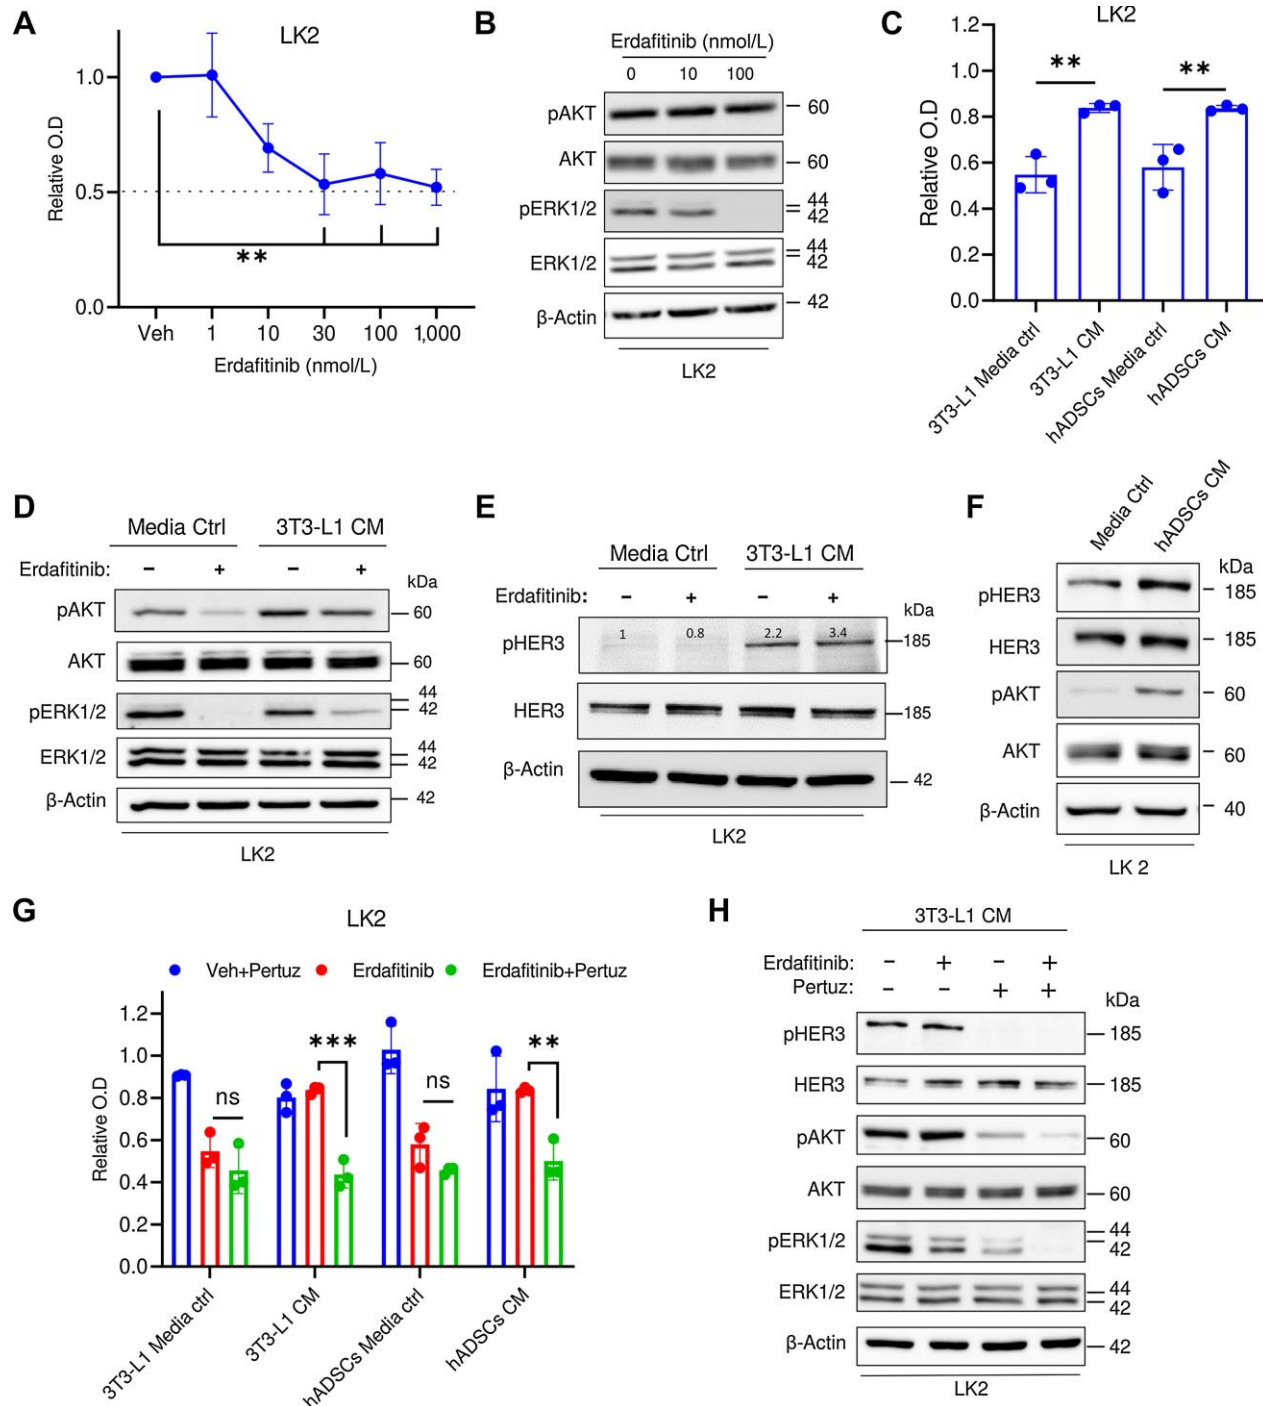 A
LK2
Relative O.D
1.0
0.5
0.0
**
Veh 1 10 30 100 1,000
Erdafitinib (nmol/L)
B
Erdafitinib (nmol/L)
0 10 100
pAKT 60
AKT 60
pERK1/2 44
42
ERK1/2 44
42
β-Actin 42
LK2
C
LK2
Relative O.D
1.2
1.0
0.8
0.6
0.4
0.2
0.0
** **
3T3-L1 Media ctrl
3T3-L1 CM
hADSCs Media ctrl
hADSCs CM
D
Media Ctrl 3T3-L1 CM
Erdafitinib: − + − +
kDa
pAKT 60
AKT 60
pERK1/2 44
42
ERK1/2 44
42
β-Actin 42
LK2
E
Media Ctrl 3T3-L1 CM
Erdafitinib: − + − +
kDa
pHER3 1 0.8 2.2 3.4 185
HER3 185
β-Actin 42
LK2
F
Media Ctrl
hADSCs CM
kDa
pHER3 185
HER3 185
pAKT 60
AKT 60
β-Actin 40
LK 2
G
LK2
Veh+Pertuz Erdafitinib Erdafitinib+Pertuz
Relative O.D
1.2
1.0
0.8
0.6
0.4
0.2
0.0
ns *** ns **
3T3-L1 Media ctrl
3T3-L1 CM
hADSCs Media ctrl
hADSCs CM
H
3T3-L1 CM
Erdafitinib: − + − +
Pertuz: − − + +
kDa
pHER3 185
HER3 185
pAKT 60
AKT 60
pERK1/2 44
42
ERK1/2 44
42
β-Actin 42
LK2